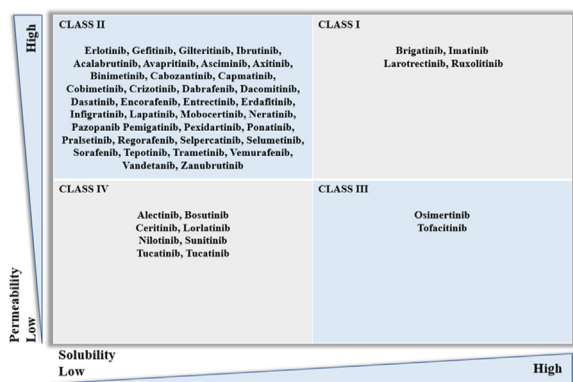 High
Permeability
Low
CLASS II
Erlotinib, Gefitinib, Gilteritinib, Ibrutinib,
Acalabrutinib, Avapritinib, Asciminib, Axitinib,
Binimetinib, Cabozantinib, Capmatinib,
Cobimetinib, Crizotinib, Dabrafenib, Dacomitinib,
Dasatinib, Encorafenib, Entrectinib, Erdafitinib,
Infigratinib, Lapatinib, Mobocertinib, Neratinib,
Pazopanib Pemigatinib, Pexidartinib, Ponatinib,
Pralsetinib, Regorafenib, Selpercatinib, Selumetinib,
Sorafenib, Tepotinib, Trametinib, Vemurafenib,
Vandetanib, Zanubrutinib
CLASS I
Brigatinib, Imatinib
Larotrectinib, Ruxolitinib
CLASS IV
Alectinib, Bosutinib
Ceritinib, Lorlatinib
Nilotinib, Sunitinib
Tucatinib, Tucatinib
CLASS III
Osimertinib
Tofacitinib
Solubility
Low
High